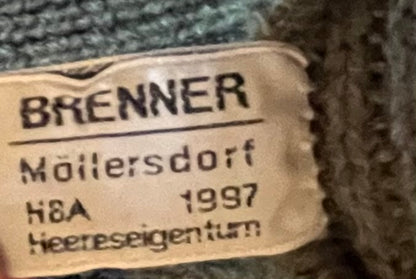 BRENNER
Möllersdorf
HBA 1997
Heereseigentum